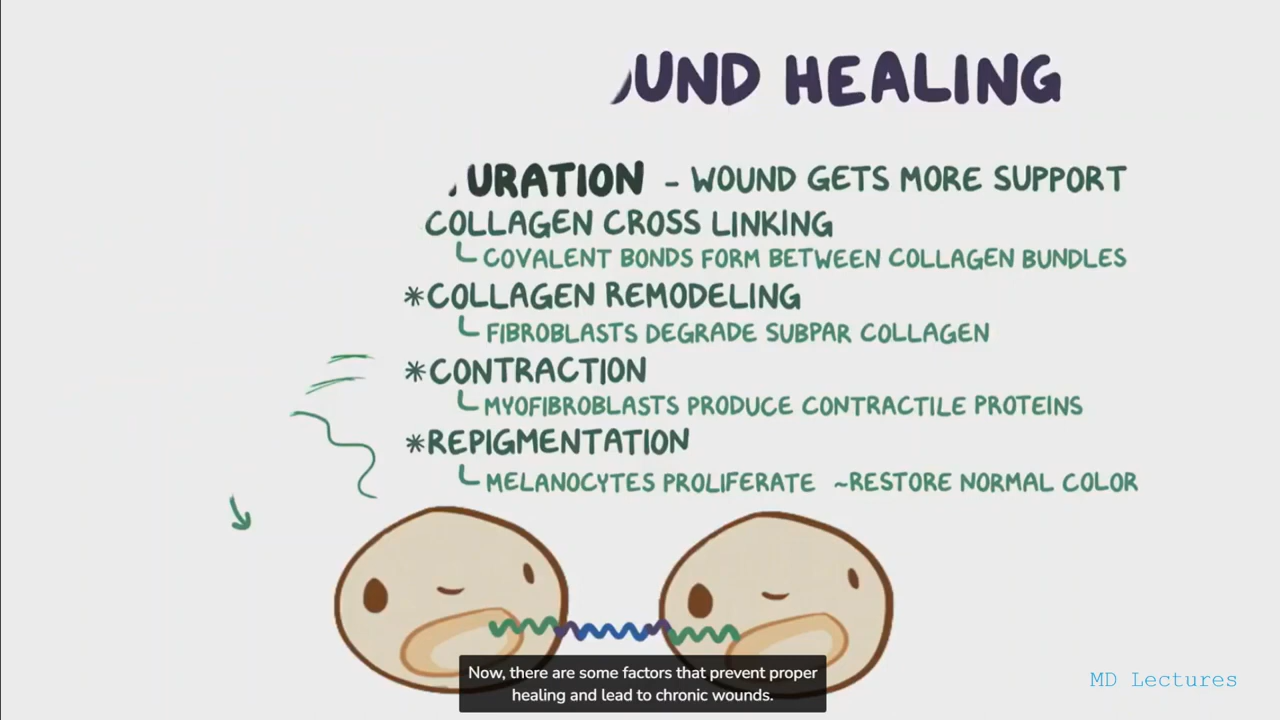 UND HEALING
URATION - WOUND GETS MORE SUPPORT
COLLAGEN CROSS LINKING
COVALENT BONDS FORM BETWEEN COLLAGEN BUNDLES
*COLLAGEN REMODELING
FIBROBLASTS DEGRADE SUBPAR COLLAGEN
*CONTRACTION
MYOFIBROBLASTS PRODUCE CONTRACTILE PROTEINS
*REPIGMENTATION
MELANOCYTES PROLIFERATE ~RESTORE NORMAL COLOR
Now, there are some factors that prevent proper
healing and lead to chronic wounds.
MD Lectures